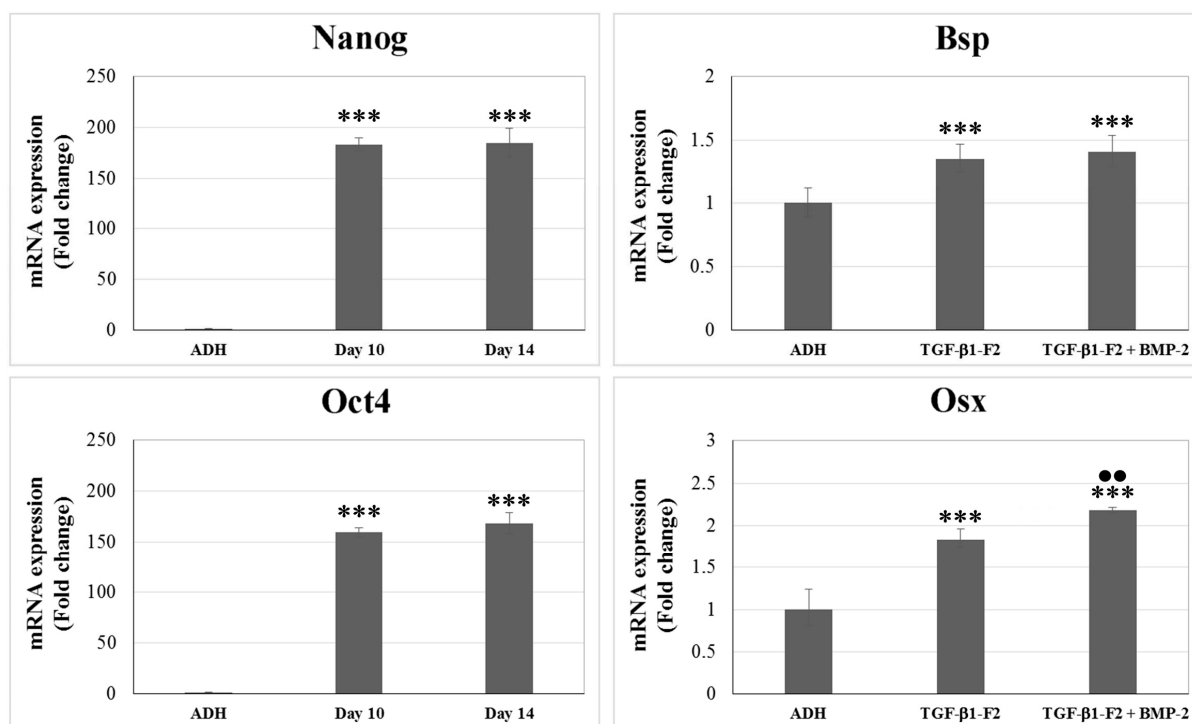 Nanog
mRNA expression
(Fold change)
250
200
150
100
50
0
***
***
ADH
Day 10
Day 14
Bsp
mRNA expression
(Fold change)
2
1.5
1
0.5
0
***
***
ADH
TGF-β1-F2
TGF-β1-F2 + BMP-2
Oct4
mRNA expression
(Fold change)
250
200
150
100
50
0
***
***
ADH
Day 10
Day 14
Osx
mRNA expression
(Fold change)
3
2.5
2
1.5
1
0.5
0
***
●●
***
ADH
TGF-β1-F2
TGF-β1-F2 + BMP-2